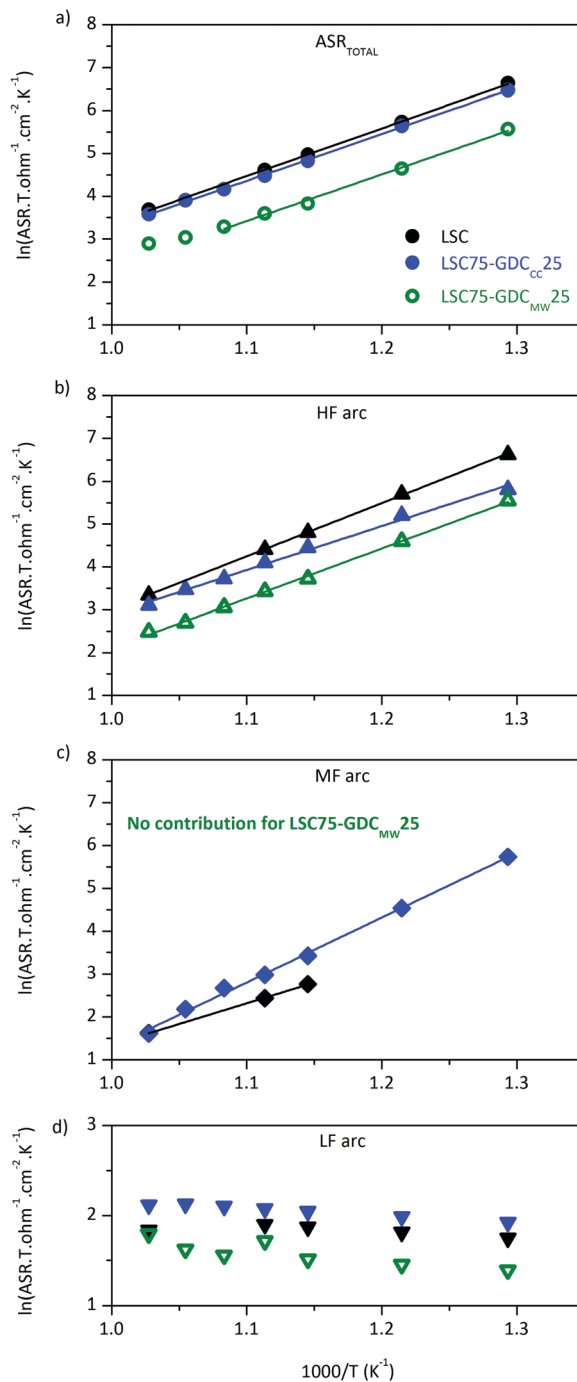 a)
ASR_TOTAL
8
7
6
5
4
3
2
1
ln(ASR.T.ohm⁻¹.cm⁻².K⁻¹)
LSC
LSC75-GDC_CC25
LSC75-GDC_MW25
1.0
1.1
1.2
1.3
b)
HF arc
8
7
6
5
4
3
2
1
ln(ASR.T.ohm⁻¹.cm⁻².K⁻¹)
1.0
1.1
1.2
1.3
c)
MF arc
8
7
6
5
4
3
2
1
ln(ASR.T.ohm⁻¹.cm⁻².K⁻¹)
No contribution for LSC75-GDC_MW25
1.0
1.1
1.2
1.3
d)
LF arc
3
2
1
ln(ASR.T.ohm⁻¹.cm⁻².K⁻¹)
1.0
1.1
1.2
1.3
1000/T (K⁻¹)